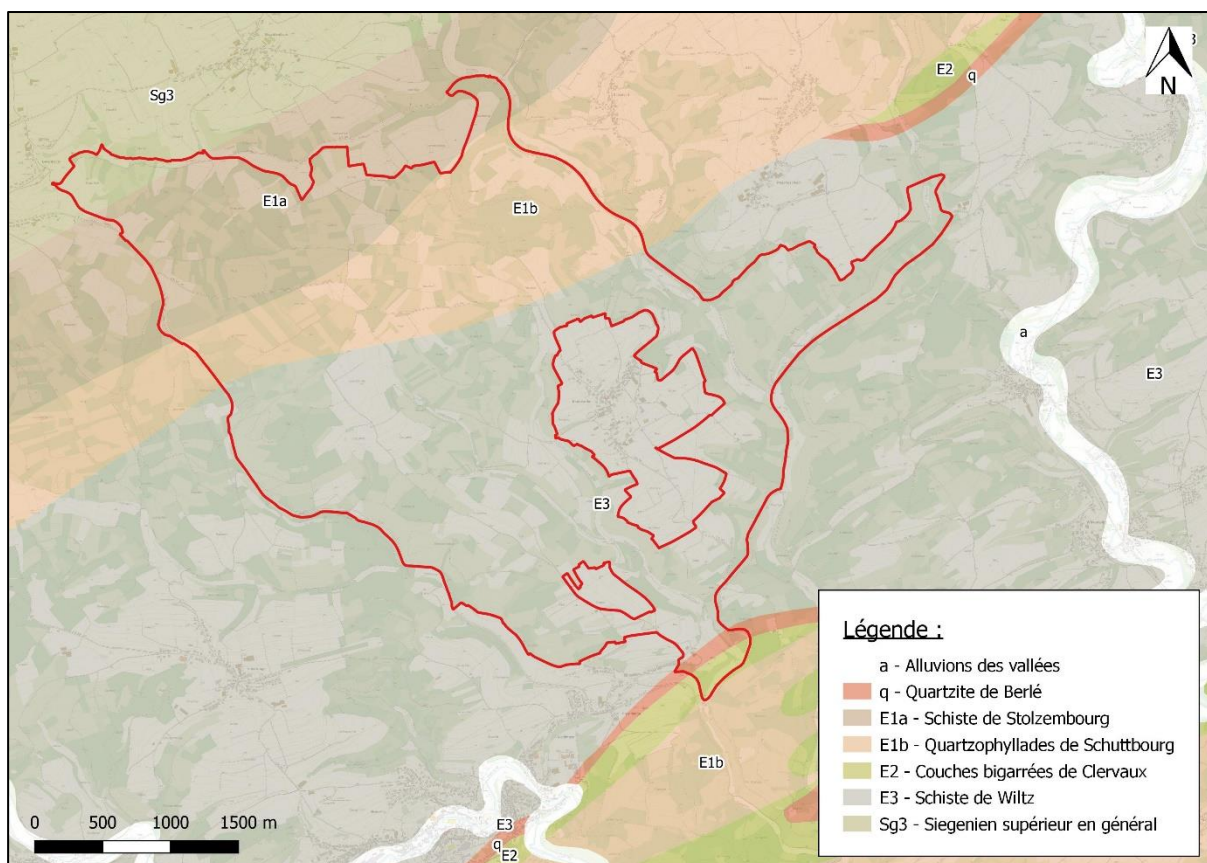 E2
q
3
N
Sg3
E1a
E1b
a
E3
E3
E1b
E3
q
E2
0 500 1000 1500 m
Légende :
a - Alluvions des vallées
q - Quartzite de Berlé
E1a - Schiste de Stolzembourg
E1b - Quartzophyllades de Schuttbourg
E2 - Couches bigarrées de Clervaux
E3 - Schiste de Wiltz
Sg3 - Siegenien supérieur en général